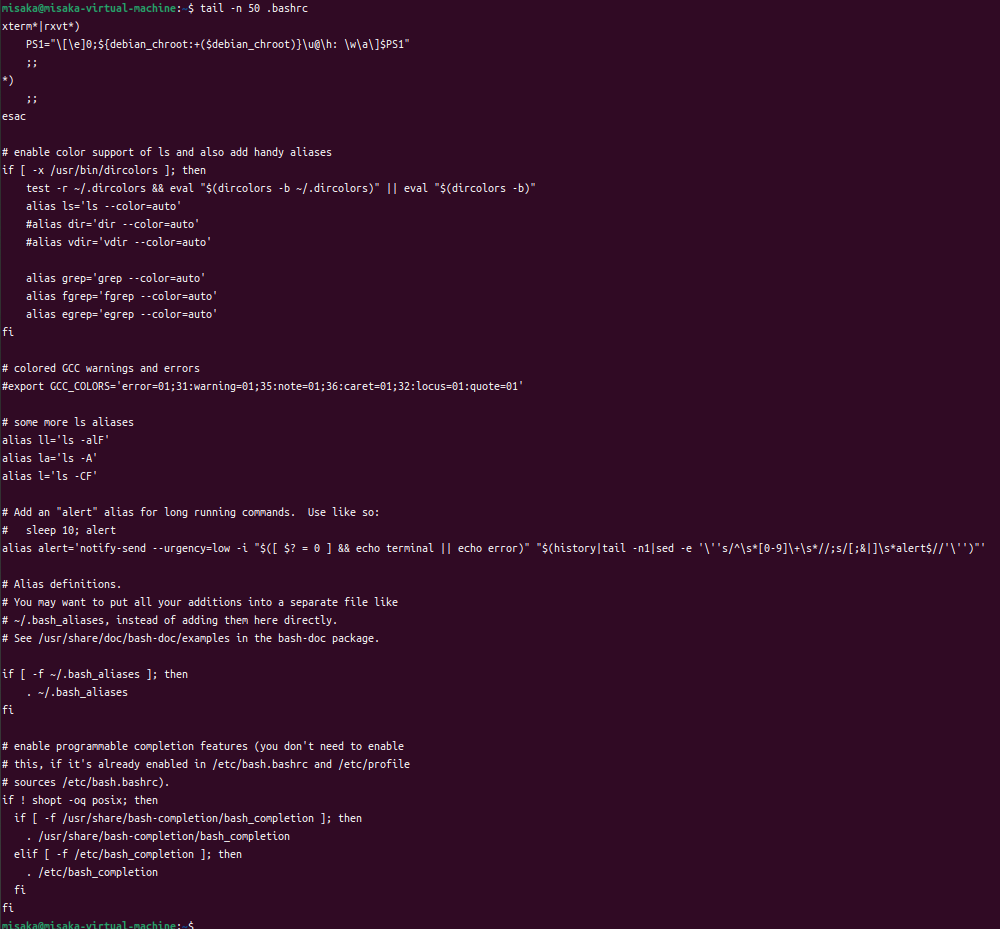 misaka@misaka-virtual-machine:~$ tail -n 50 .bashrc
xterm*|rxvt*)
    PS1="\[\e]0;${debian_chroot:+($debian_chroot)}\u@\h: \w\a\]$PS1"
    ;;
*)
    ;;
esac

# enable color support of ls and also add handy aliases
if [ -x /usr/bin/dircolors ]; then
    test -r ~/.dircolors && eval "$(dircolors -b ~/.dircolors)" || eval "$(dircolors -b)"
    alias ls='ls --color=auto'
    #alias dir='dir --color=auto'
    #alias vdir='vdir --color=auto'

    alias grep='grep --color=auto'
    alias fgrep='fgrep --color=auto'
    alias egrep='egrep --color=auto'
fi

# colored GCC warnings and errors
#export GCC_COLORS='error=01;31:warning=01;35:note=01;36:caret=01;32:locus=01:quote=01'

# some more ls aliases
alias ll='ls -alF'
alias la='ls -A'
alias l='ls -CF'

# Add an "alert" alias for long running commands.  Use like so:
#   sleep 10; alert
alias alert='notify-send --urgency=low -i "$([ $? = 0 ] && echo terminal || echo error)" "$(history|tail -n1|sed -e '\''s/^\s*[0-9]\+\s*//;s/[;&|]\s*alert$//'\'')"'

# Alias definitions.
# You may want to put all your additions into a separate file like
# ~/.bash_aliases, instead of adding them here directly.
# See /usr/share/doc/bash-doc/examples in the bash-doc package.

if [ -f ~/.bash_aliases ]; then
    . ~/.bash_aliases
fi

# enable programmable completion features (you don't need to enable
# this, if it's already enabled in /etc/bash.bashrc and /etc/profile
# sources /etc/bash.bashrc).
if ! shopt -oq posix; then
  if [ -f /usr/share/bash-completion/bash_completion ]; then
    . /usr/share/bash-completion/bash_completion
  elif [ -f /etc/bash_completion ]; then
    . /etc/bash_completion
  fi
fi
misaka@misaka-virtual-machine:~$